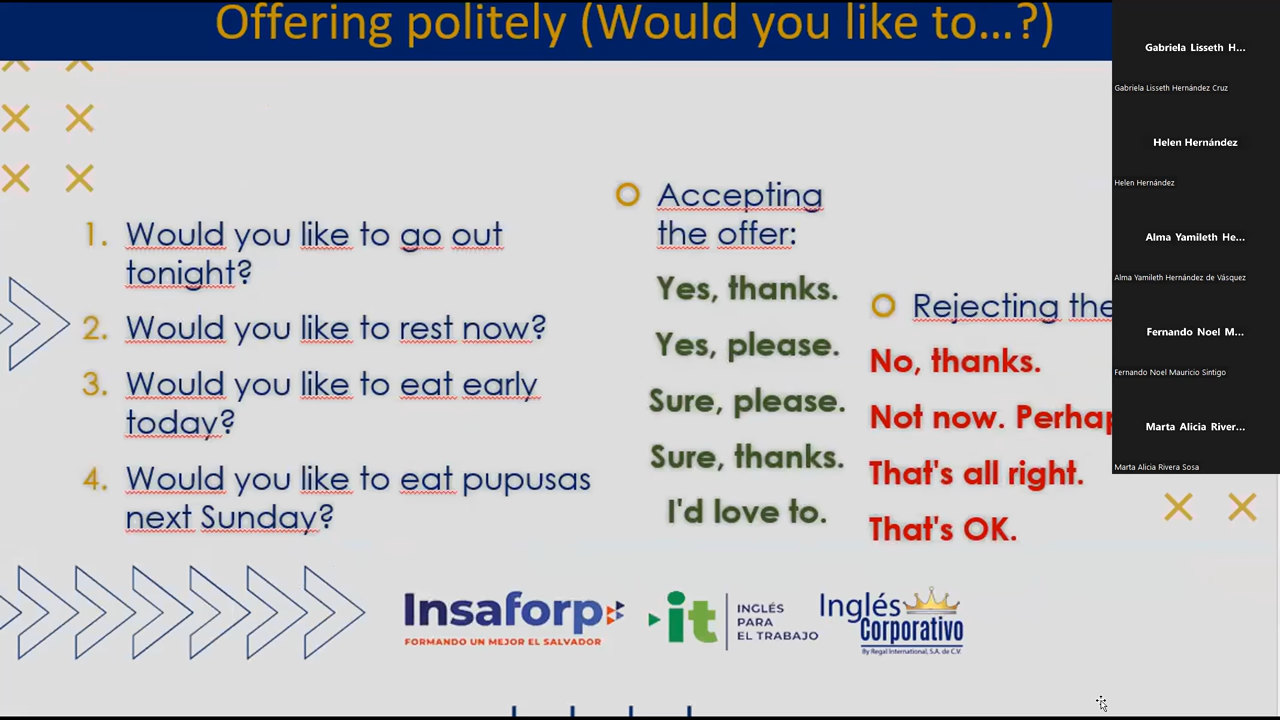 Offering politely (Would you like to...?)
1. Would you like to go out
tonight?
2. Would you like to rest now?
3. Would you like to eat early
today?
4. Would you like to eat pupusas
next Sunday?
Accepting
the offer:
Yes, thanks.
Yes, please.
Sure, please.
Sure, thanks.
I'd love to.
Rejecting the
No, thanks.
Not now. Perhap
That's all right.
That's OK.
Insaforp
FORMANDO UN MEJOR EL SALVADOR
it
INGLÉS
PARA
EL TRABAJO
Inglés
Corporativo
By Regal International, S.A. de C.V.
Gabriela Lisseth H...
Gabriela Lisseth Hernández Cruz
Helen Hernández
Helen Hernández
Alma Yamileth He...
Alma Yamileth Hernández de Vásquez
Fernando Noel M...
Fernando Noel Mauricio Sintigo
Marta Alicia River...
Marta Alicia Rivera Sosa